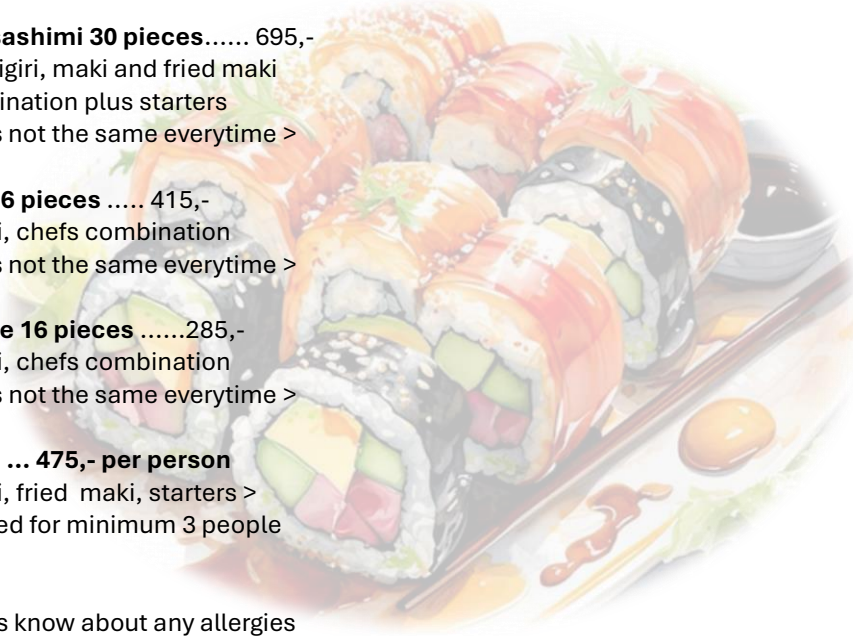 ashimi 30 pieces...... 695,-
igiri, maki and fried maki
ination plus starters
s not the same everytime >
6 pieces ..... 415,-
i, chefs combination
s not the same everytime >
e 16 pieces ......285,-
i, chefs combination
s not the same everytime >
... 475,- per person
i, fried maki, starters >
ed for minimum 3 people
s know about any allergies